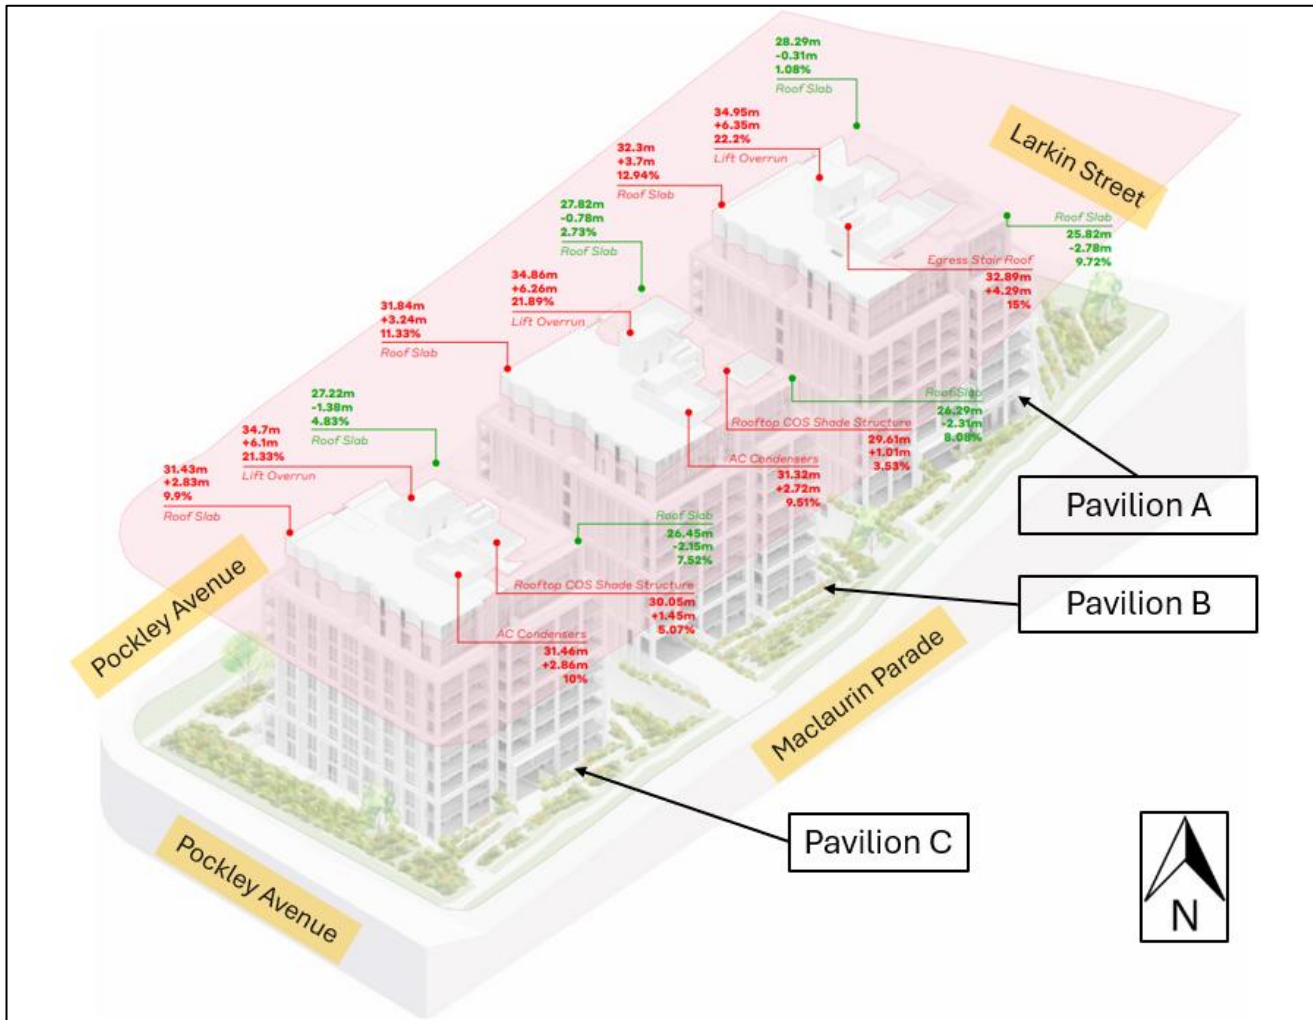 28.29m
-0.31m
1.08%
Roof Slab
34.95m
+6.35m
22.2%
Lift Overrun
32.3m
+3.7m
12.94%
Roof Slab
Larkin Street
27.82m
-0.78m
2.73%
Roof Slab
Roof Slab
25.82m
-2.78m
9.72%
Egress Stair Roof
32.89m
+4.29m
15%
34.86m
+6.26m
21.89%
Lift Overrun
31.84m
+3.24m
11.33%
Roof Slab
27.22m
-1.38m
4.83%
Roof Slab
Roof Slab
26.29m
-2.31m
8.08%
Rooftop COS Shade Structure
29.61m
+1.01m
3.53%
34.7m
+6.1m
21.33%
Lift Overrun
AC Condensers
31.32m
+2.72m
9.51%
31.43m
+2.83m
9.9%
Roof Slab
Pavilion A
Roof Slab
26.45m
-2.15m
7.52%
Pockley Avenue
Rooftop COS Shade Structure
30.05m
+1.45m
5.07%
Pavilion B
AC Condensers
31.46m
+2.86m
10%
Maclaurin Parade
Pavilion C
Pockley Avenue
N